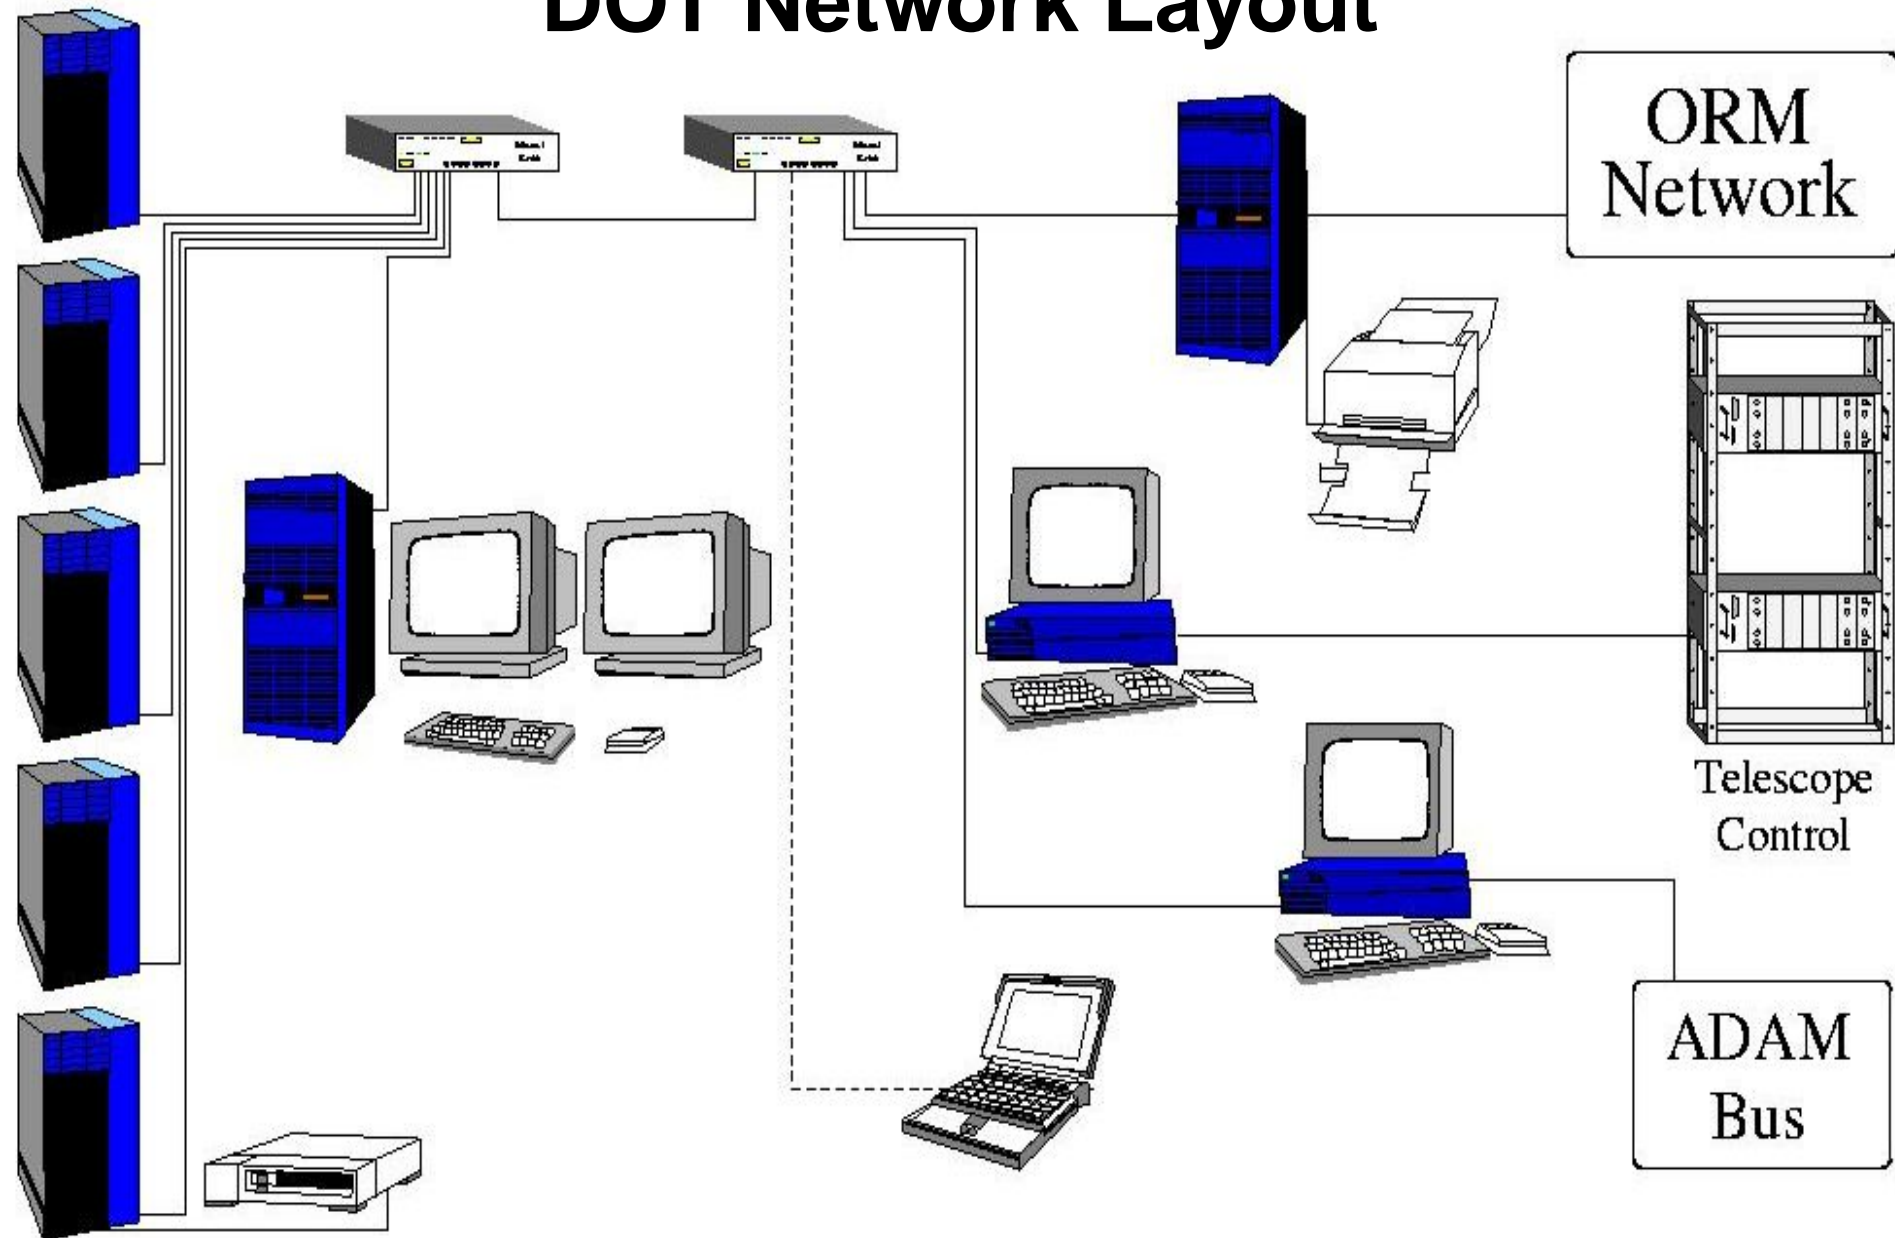 DOT Network Layout
ORM
Network
Telescope
Control
ADAM
Bus